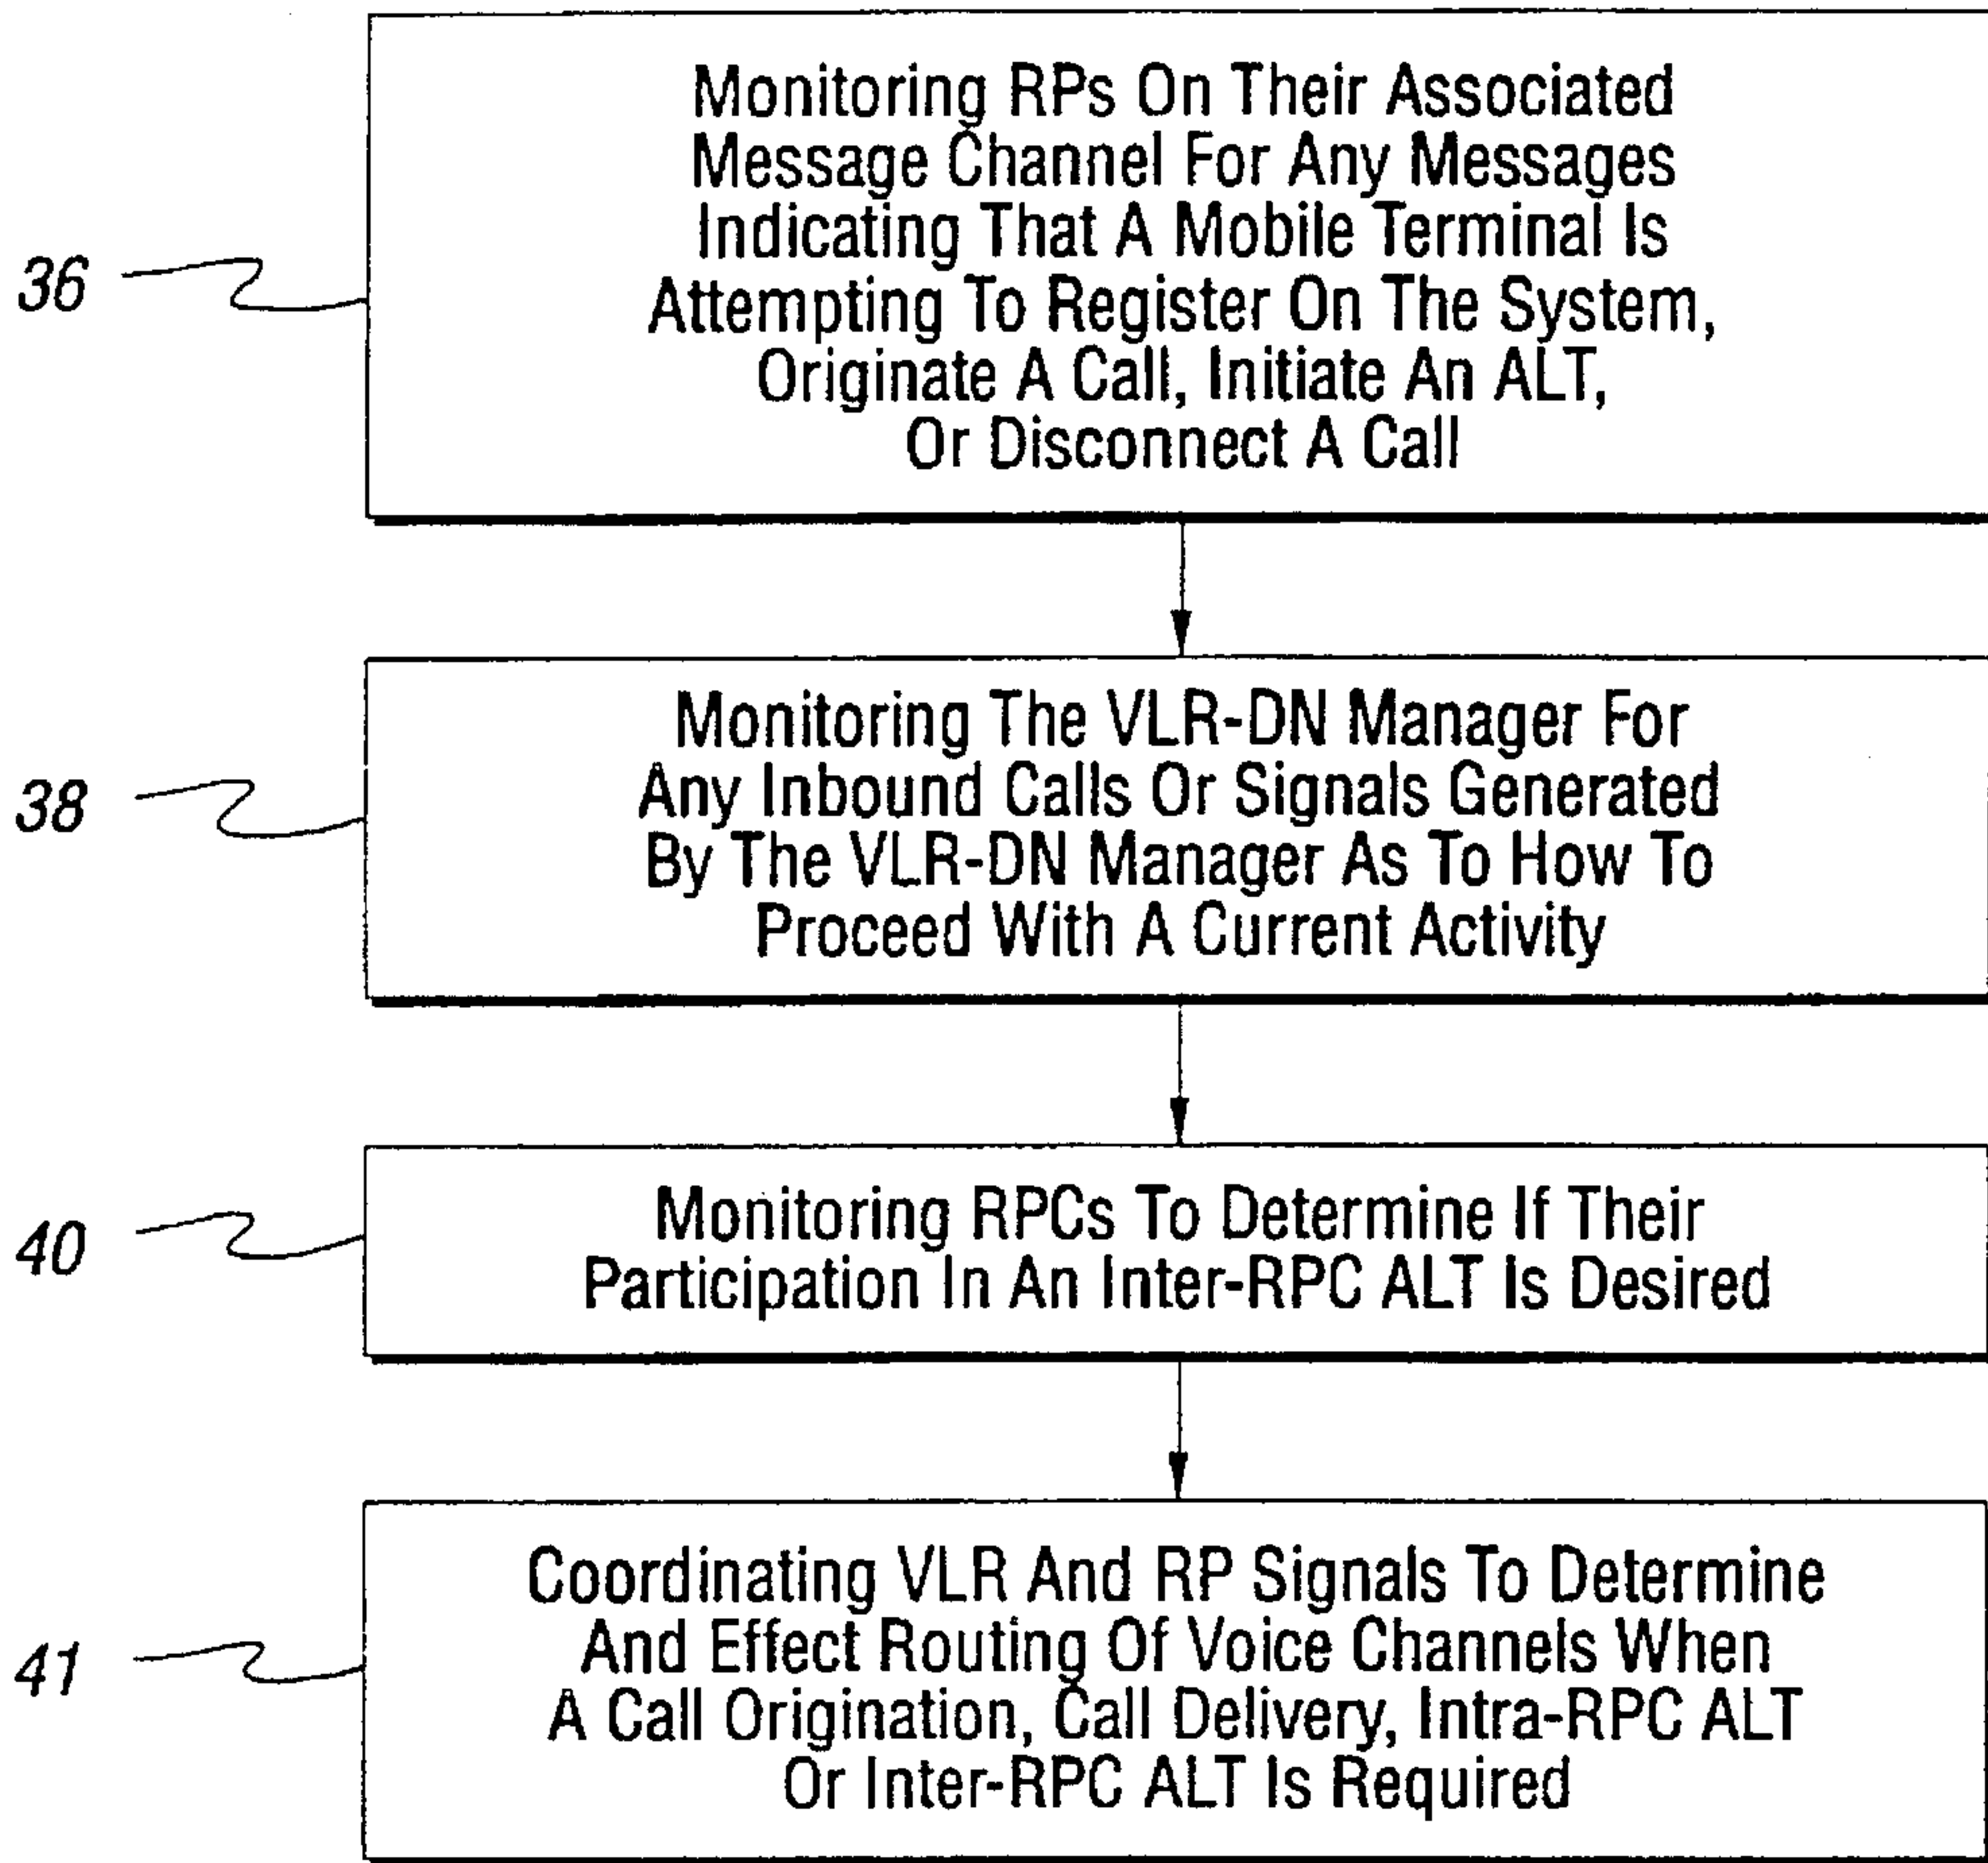 36
Monitoring RPs On Their Associated
Message Channel For Any Messages
Indicating That A Mobile Terminal Is
Attempting To Register On The System,
Originate A Call, Initiate An ALT,
Or Disconnect A Call
38
Monitoring The VLR-DN Manager For
Any Inbound Calls Or Signals Generated
By The VLR-DN Manager As To How To
Proceed With A Current Activity
40
Monitoring RPCs To Determine If Their
Participation In An Inter-RPC ALT Is Desired
41
Coordinating VLR And RP Signals To Determine
And Effect Routing Of Voice Channels When
A Call Origination, Call Delivery, Intra-RPC ALT
Or Inter-RPC ALT Is Required